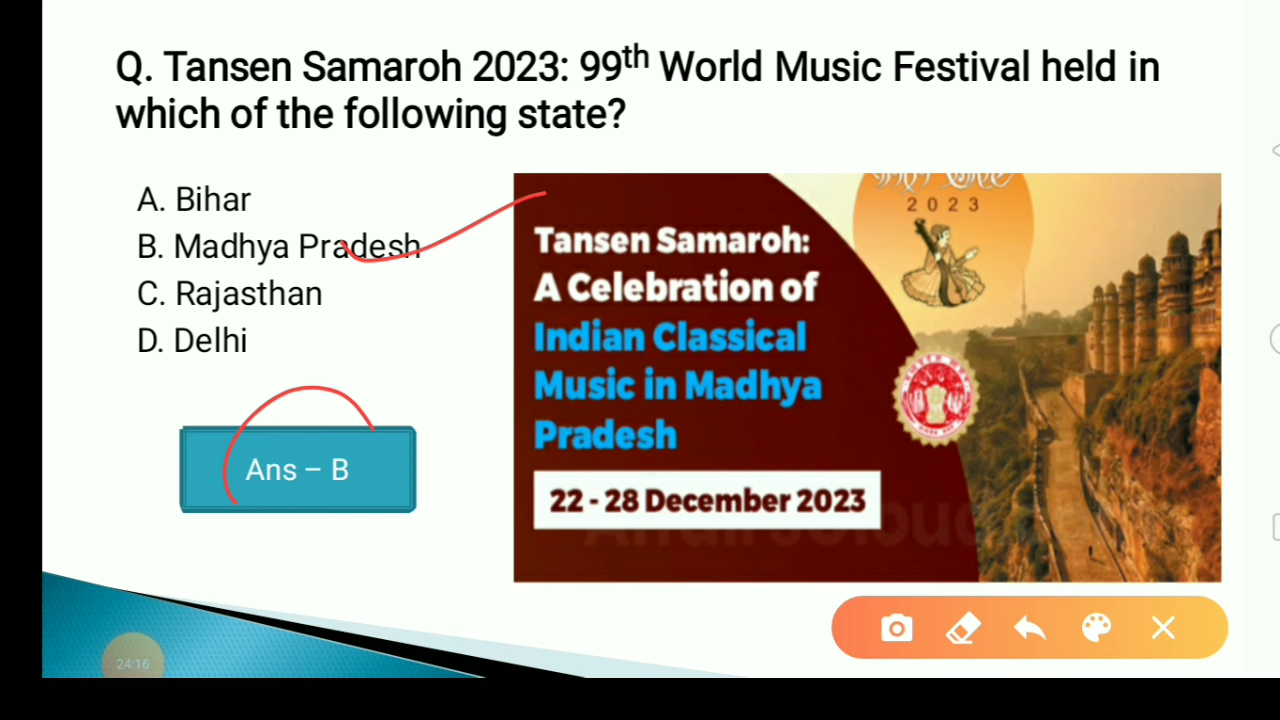 Q. Tansen Samaroh 2023: 99th World Music Festival held in
which of the following state?
A. Bihar
B. Madhya Pradesh
C. Rajasthan
D. Delhi
Ans – B
2023
Tansen Samaroh:
A Celebration of
Indian Classical
Music in Madhya
Pradesh
22 - 28 December 2023
24:16